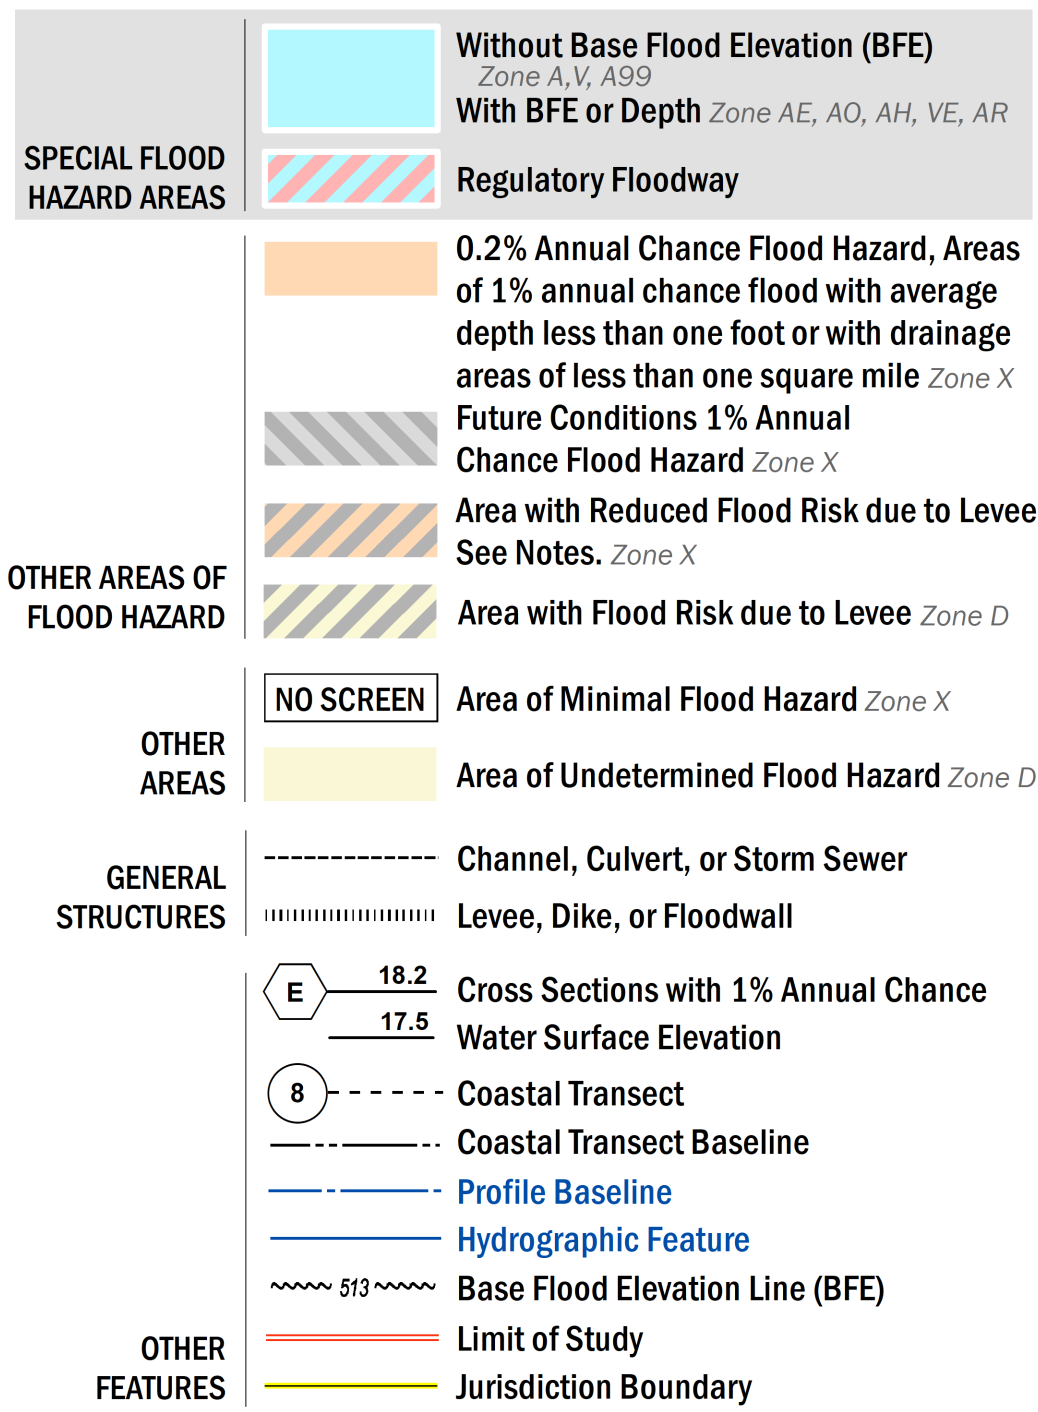 SPECIAL FLOOD
HAZARD AREAS
Without Base Flood Elevation (BFE)
Zone A,V, A99
With BFE or Depth Zone AE, AO, AH, VE, AR
Regulatory Floodway
OTHER AREAS OF
FLOOD HAZARD
0.2% Annual Chance Flood Hazard, Areas
of 1% annual chance flood with average
depth less than one foot or with drainage
areas of less than one square mile Zone X
Future Conditions 1% Annual
Chance Flood Hazard Zone X
Area with Reduced Flood Risk due to Levee
See Notes. Zone X
Area with Flood Risk due to Levee Zone D
OTHER
AREAS
NO SCREEN Area of Minimal Flood Hazard Zone X
Area of Undetermined Flood Hazard Zone D
GENERAL
STRUCTURES
Channel, Culvert, or Storm Sewer
Levee, Dike, or Floodwall
OTHER
FEATURES
E 18.2 Cross Sections with 1% Annual Chance
17.5 Water Surface Elevation
8 Coastal Transect
Coastal Transect Baseline
Profile Baseline
Hydrographic Feature
513 Base Flood Elevation Line (BFE)
Limit of Study
Jurisdiction Boundary